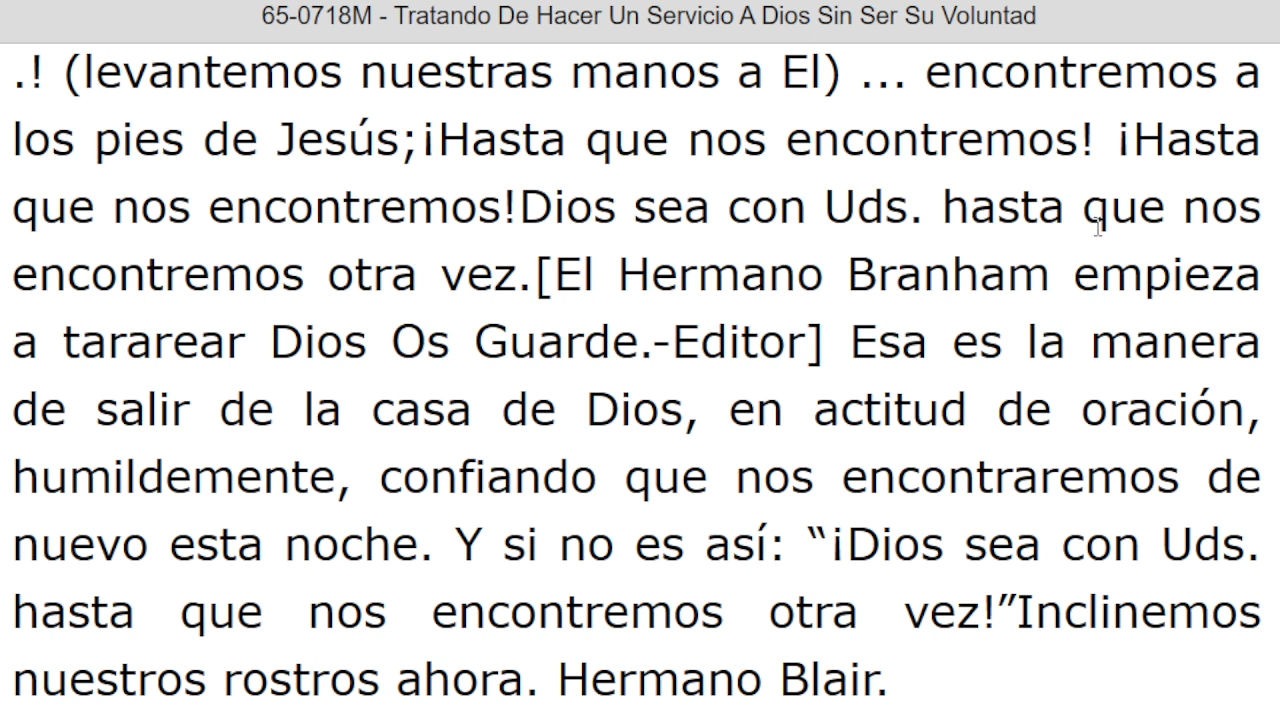 65-0718M - Tratando De Hacer Un Servicio A Dios Sin Ser Su Voluntad
.! (levantemos nuestras manos a El) ... encontremos a
los pies de Jesús;¡Hasta que nos encontremos! ¡Hasta
que nos encontremos!Dios sea con Uds. hasta que nos
encontremos otra vez.[El Hermano Branham empieza
a tararear Dios Os Guarde.-Editor] Esa es la manera
de salir de la casa de Dios, en actitud de oración,
humildemente, confiando que nos encontraremos de
nuevo esta noche. Y si no es así: “¡Dios sea con Uds.
hasta que nos encontremos otra vez!”Inclinemos
nuestros rostros ahora. Hermano Blair.